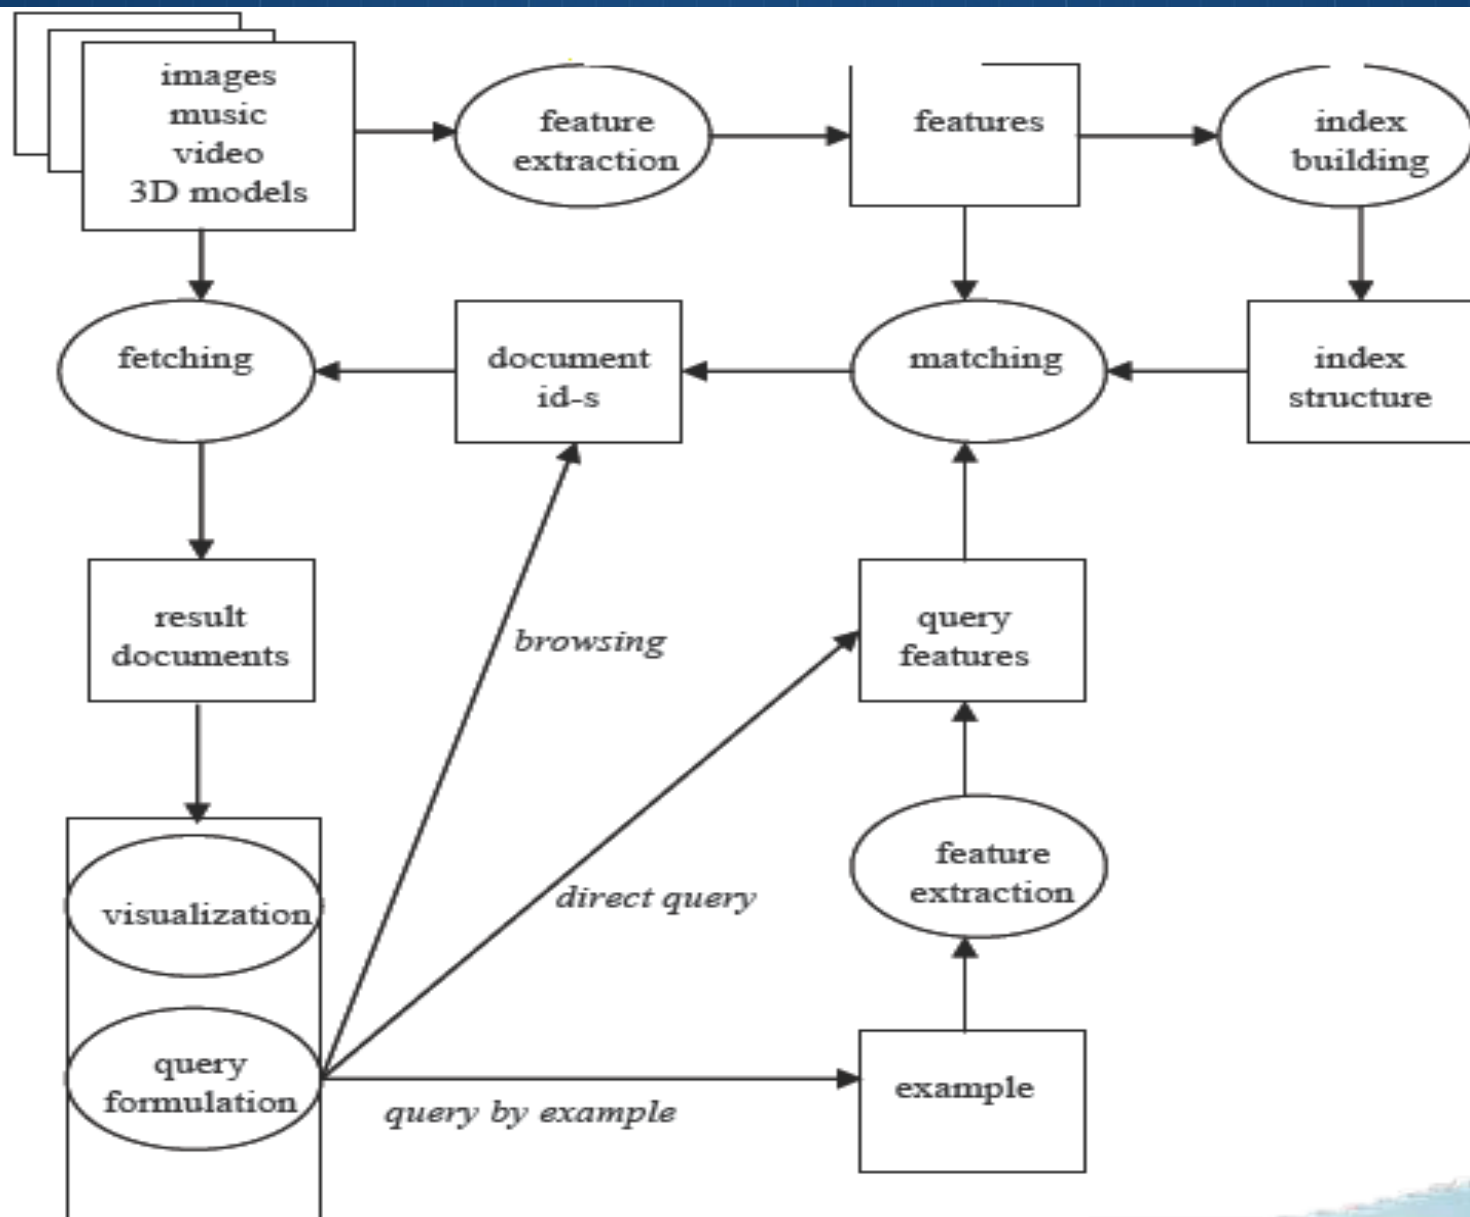 images
music
video
3D models
feature
extraction
features
index
building
fetching
document
id-s
matching
index
structure
result
documents
browsing
query
features
visualization
direct query
feature
extraction
query
formulation
query by example
example